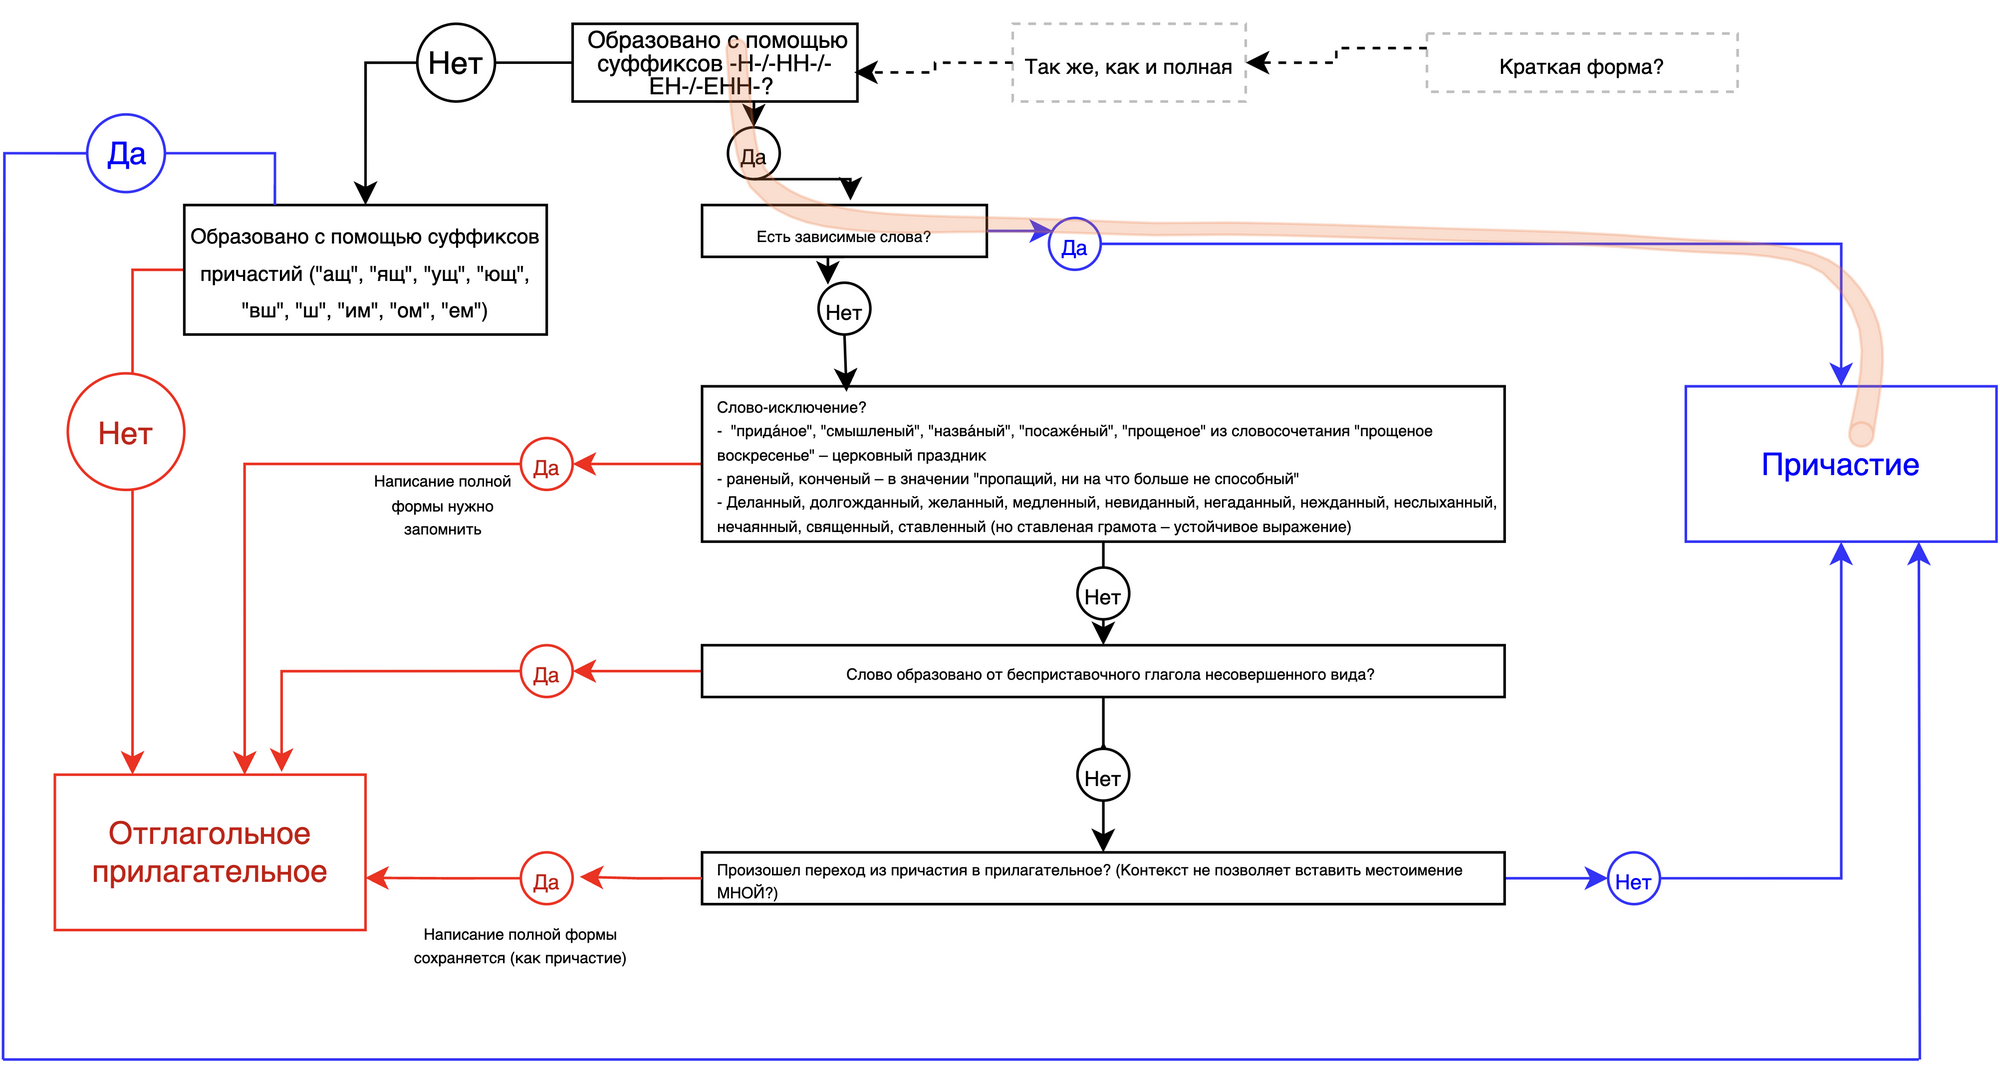 Нет
Образовано с помощью
суффиксов -Н-/-НН-/-
ЕН-/-ЕНН-?
Так же, как и полная
Краткая форма?
Да
Да
Образовано с помощью суффиксов
причастий ("ащ", "ящ", "ущ", "ющ",
"вш", "ш", "им", "ом", "ем")
Есть зависимые слова?
Да
Нет
Нет
Слово-исключение?
- "прида́ное", "смышленый", "назва́ный", "посаже́ный", "прощеное" из словосочетания "прощеное
воскресенье" – церковный праздник
- раненый, конченый – в значении "пропащий, ни на что больше не способный"
- Деланный, долгожданный, желанный, медленный, невиданный, негаданный, нежданный, неслыханный,
нечаянный, священный, ставленный (но ставленая грамота – устойчивое выражение)
Да
Написание полной
формы нужно
запомнить
Причастие
Нет
Да
Слово образовано от бесприставочного глагола несовершенного вида?
Нет
Отглагольное
прилагательное
Да
Произошел переход из причастия в прилагательное? (Контекст не позволяет вставить местоимение
МНОЙ?)
Нет
Написание полной формы
сохраняется (как причастие)